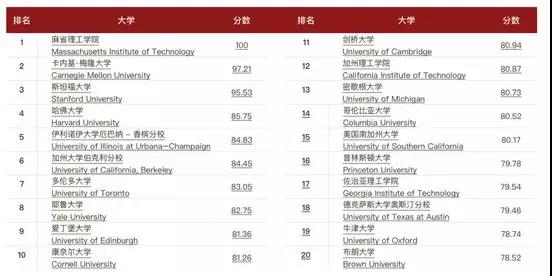 排名 大学 分数
1 麻省理工学院 100
Massachusetts Institute of Technology
2 卡内基·梅隆大学 97.21
Carnegie Mellon University
3 斯坦福大学 95.53
Stanford University
4 哈佛大学 85.75
Harvard University
5 伊利诺伊大学厄巴纳 – 香槟分校 84.83
University of Illinois at Urbana-Champaign
6 加州大学伯克利分校 84.45
University of California, Berkeley
7 多伦多大学 83.05
University of Toronto
8 耶鲁大学 82.75
Yale University
9 爱丁堡大学 81.36
University of Edinburgh
10 康奈尔大学 81.26
Cornell University
排名 大学 分数
11 剑桥大学 80.94
University of Cambridge
12 加州理工学院 80.87
California Institute of Technology
13 密歇根大学 80.73
University of Michigan
14 哥伦比亚大学 80.52
Columbia University
15 美国南加州大学 80.17
University of Southern California
16 普林斯顿大学 79.78
Princeton University
17 佐治亚理工学院 79.54
Georgia Institute of Technology
18 德克萨斯大学奥斯汀分校 79.46
University of Texas at Austin
19 牛津大学 78.74
University of Oxford
20 布朗大学 78.52
Brown University